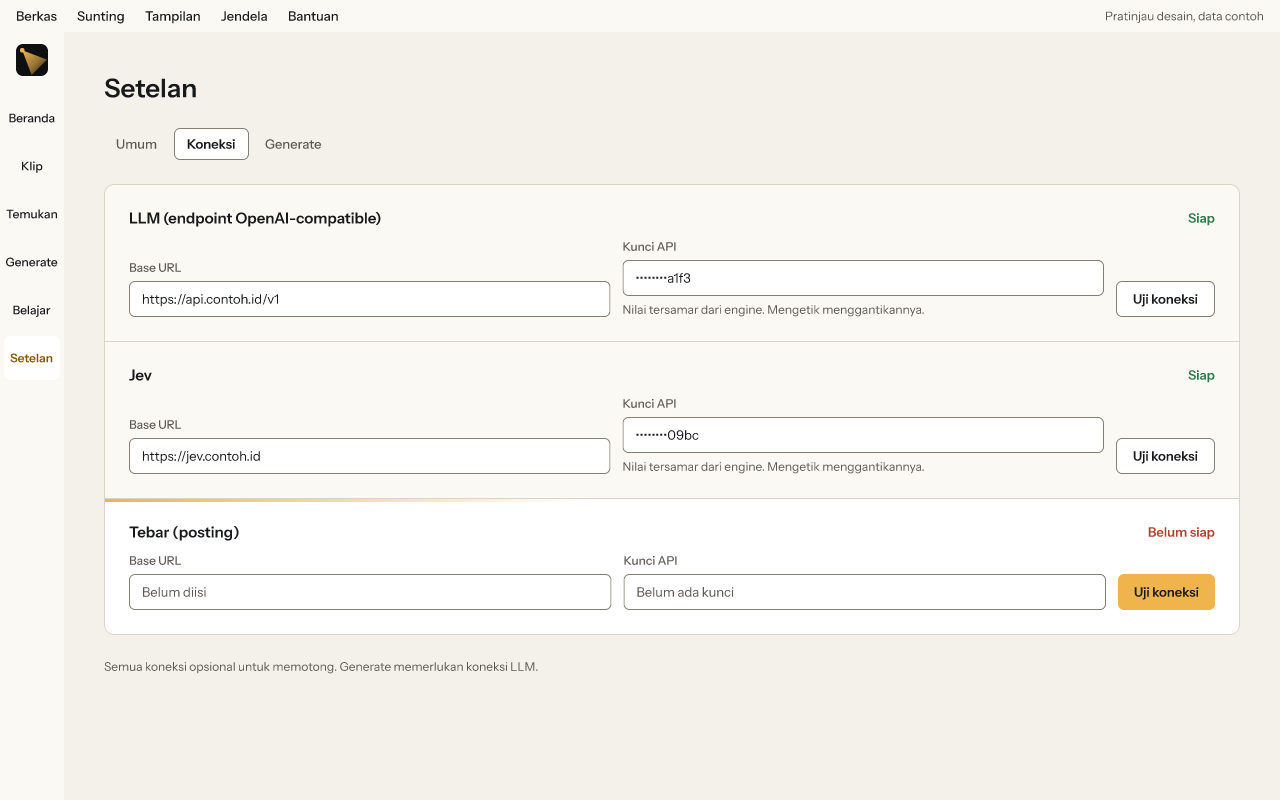 Berkas Sunting Tampilan Jendela Bantuan Pratinjau desain, data contoh
Beranda
Klip
Temukan
Generate
Belajar
Setelan
Setelan
Umum Koneksi Generate
LLM (endpoint OpenAI-compatible) Siap
Base URL
https://api.contoh.id/v1
Kunci API
••••••••a1f3
Nilai tersamar dari engine. Mengetik menggantikannya.
Uji koneksi
Jev Siap
Base URL
https://jev.contoh.id
Kunci API
••••••••09bc
Nilai tersamar dari engine. Mengetik menggantikannya.
Uji koneksi
Tebar (posting) Belum siap
Base URL
Belum diisi
Kunci API
Belum ada kunci
Uji koneksi
Semua koneksi opsional untuk memotong. Generate memerlukan koneksi LLM.